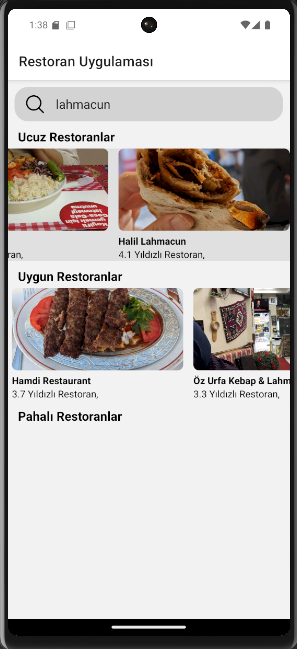 1:38
Restoran Uygulaması
lahmacun
Ucuz Restoranlar
Halil Lahmacun
ran,
4.1 Yıldızlı Restoran,
Uygun Restoranlar
Hamdi Restaurant
Öz Urfa Kebap & Lahm
3.7 Yıldızlı Restoran,
3.3 Yıldızlı Restoran,
Pahalı Restoranlar